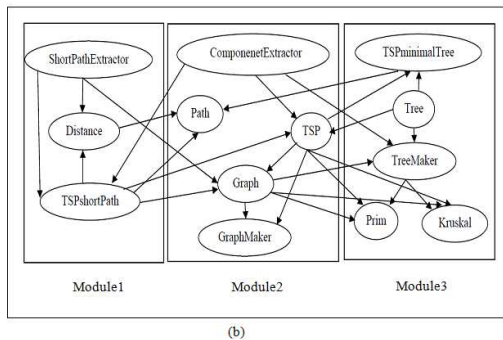 ShortPathExtractor
ComponenetExtractor
TSPminimalTree
Path
Tree
Distance
TSP
TreeMaker
TSPshortPath
Graph
GraphMaker
Prim
Kruskal
Module1
Module2
Module3
(b)